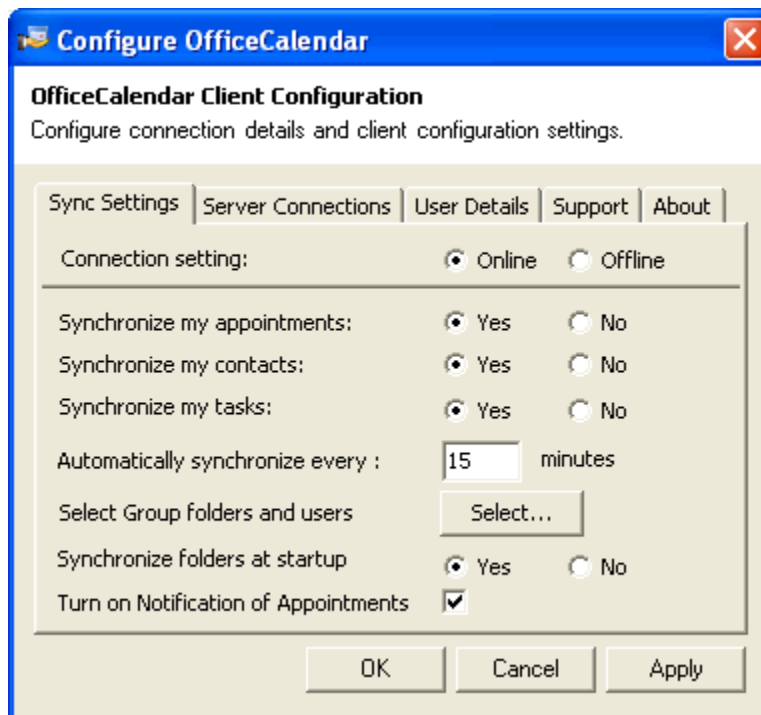 Configure OfficeCalendar
OfficeCalendar Client Configuration
Configure connection details and client configuration settings.
Sync Settings Server Connections User Details Support About
Connection setting: Online Offline
Synchronize my appointments: Yes No
Synchronize my contacts: Yes No
Synchronize my tasks: Yes No
Automatically synchronize every : 15 minutes
Select Group folders and users Select...
Synchronize folders at startup Yes No
Turn on Notification of Appointments
OK Cancel Apply